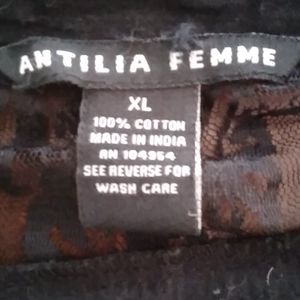 ANTILIA FEMME
XL
100% COTTON
MADE IN INDIA
RN 104954
SEE REVERSE FOR
WASH CARE